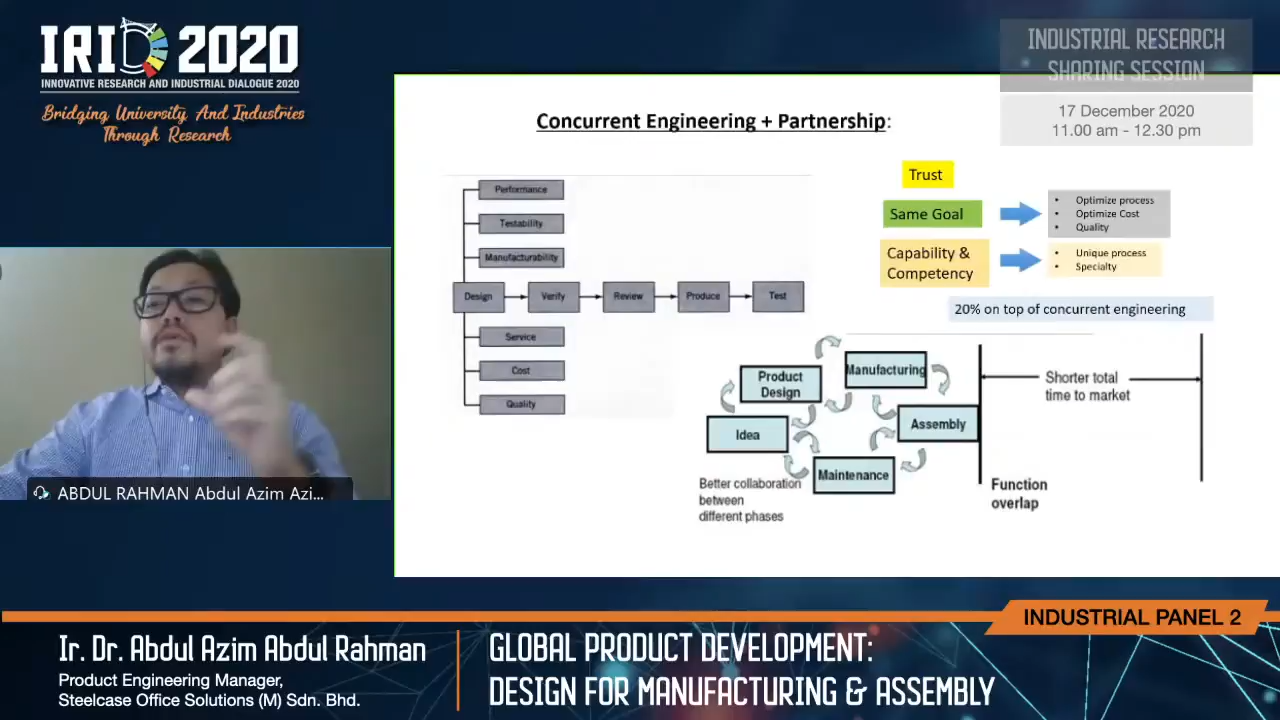 IRID 2020
INNOVATIVE RESEARCH AND INDUSTRIAL DIALOGUE 2020
Bridging University And Industries
Through Research
INDUSTRIAL RESEARCH
SHARING SESSION
17 December 2020
11.00 am - 12.30 pm
Concurrent Engineering + Partnership:
Performance
Testability
Manufacturability
Design
Verify
Review
Produce
Test
Service
Cost
Quality
Trust
Same Goal
• Optimize process
• Optimize Cost
• Quality
Capability &
Competency
• Unique process
• Specialty
20% on top of concurrent engineering
Product
Design
Manufacturing
Idea
Assembly
Maintenance
Better collaboration
between
different phases
Shorter total
time to market
Function
overlap
ABDUL RAHMAN Abdul Azim Azi...
INDUSTRIAL PANEL 2
Ir. Dr. Abdul Azim Abdul Rahman
Product Engineering Manager,
Steelcase Office Solutions (M) Sdn. Bhd.
GLOBAL PRODUCT DEVELOPMENT:
DESIGN FOR MANUFACTURING & ASSEMBLY